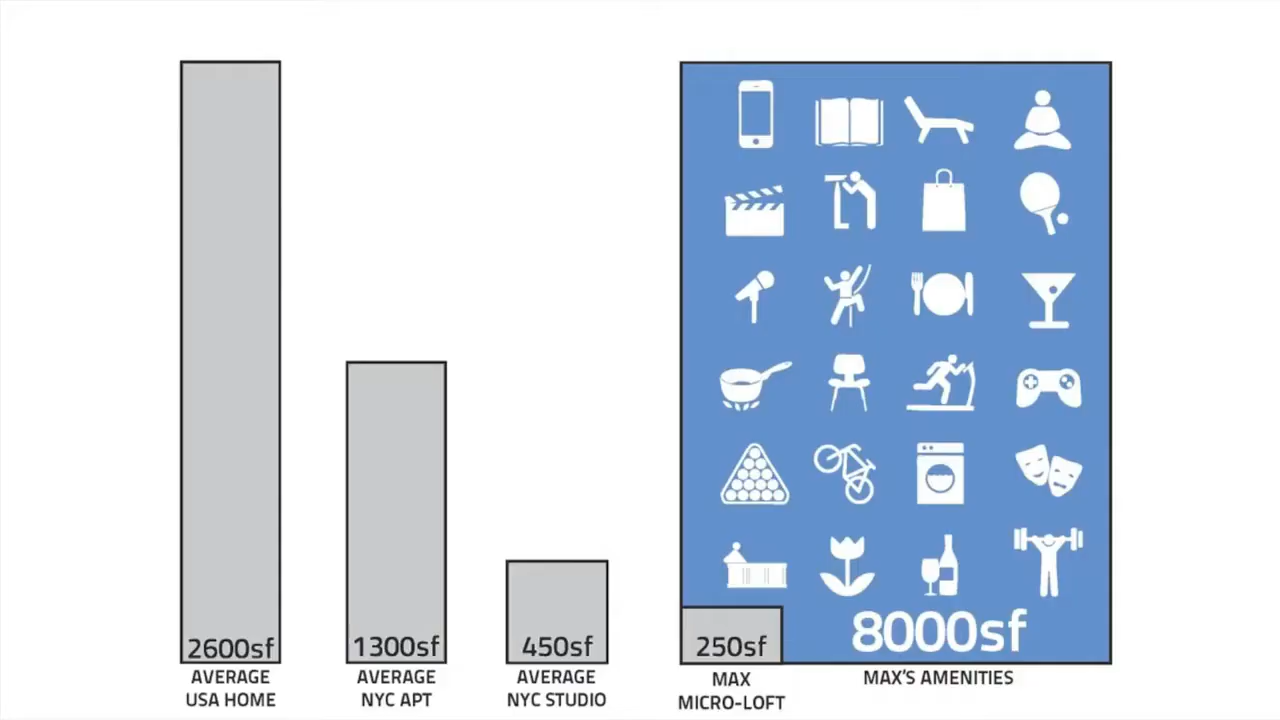 2600sf
AVERAGE
USA HOME
1300sf
AVERAGE
NYC APT
450sf
AVERAGE
NYC STUDIO
250sf
MAX
MICRO-LOFT
8000sf
MAX'S AMENITIES